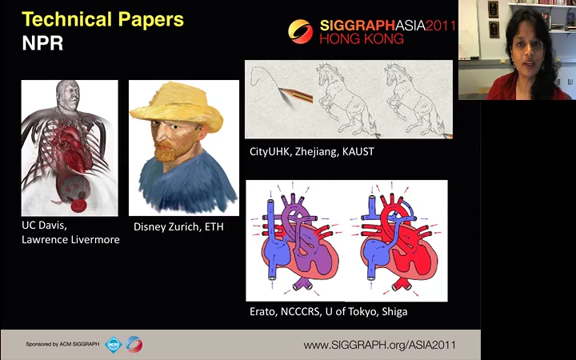 Technical Papers
NPR
SIGGRAPHASIA2011
HONG KONG
CityUHK, Zhejiang, KAUST
UC Davis,
Lawrence Livermore
Disney Zurich, ETH
Erato, NCCCRS, U of Tokyo, Shiga
Sponsored by ACM SIGGRAPH
www.SIGGRAPH.org/ASIA2011